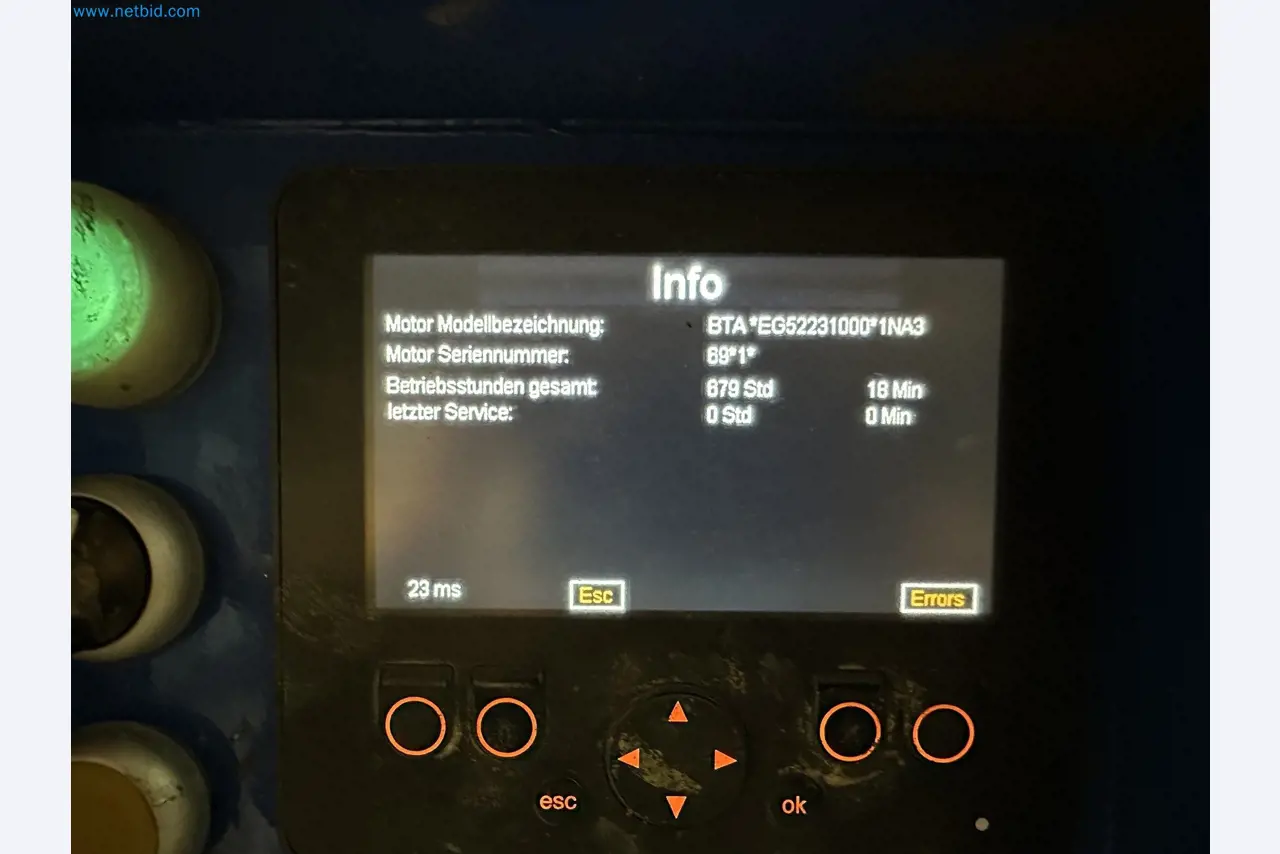 www.netbid.com
Info
Motor Modellbezeichnung: BTA *EG52231000*1NA3
Motor Seriennummer: 69*1*
Betriebsstunden gesamt: 679 Std 18 Min
letzter Service: 0 Std 0 Min
23 ms Esc Errors
esc ok